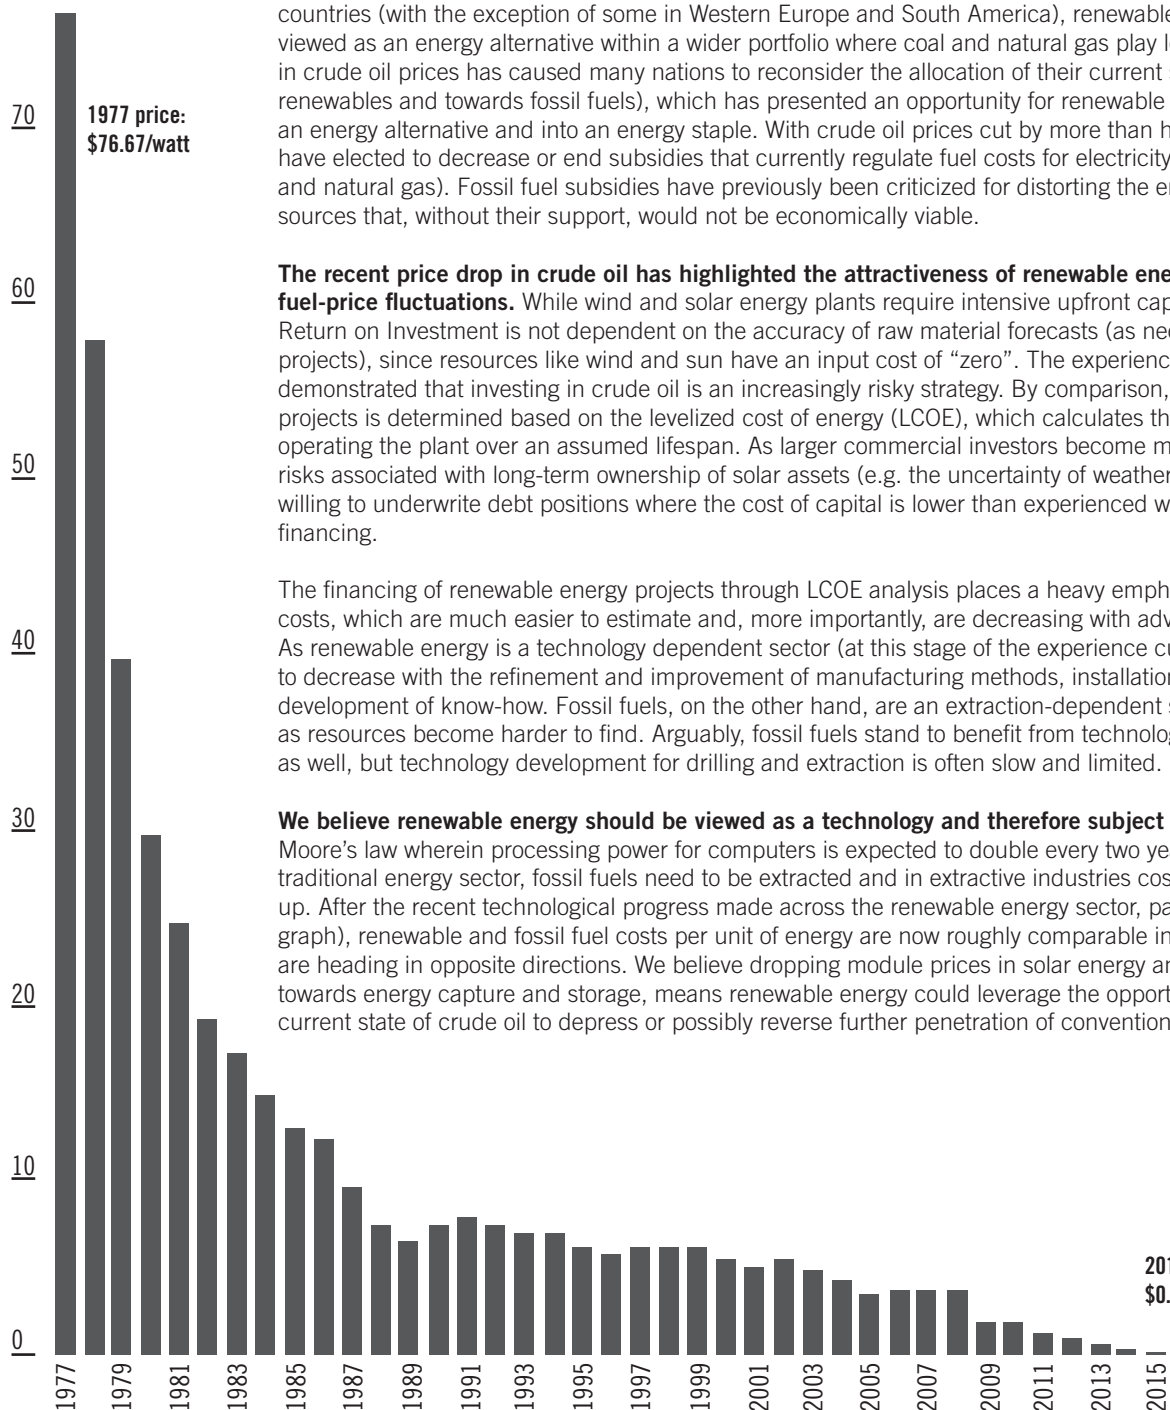 countries (with the exception of some in Western Europe and South America), renewable
viewed as an energy alternative within a wider portfolio where coal and natural gas play
in crude oil prices has caused many nations to reconsider the allocation of their current
renewables and towards fossil fuels), which has presented an opportunity for renewable
an energy alternative and into an energy staple. With crude oil prices cut by more than
have elected to decrease or end subsidies that currently regulate fuel costs for electricity
and natural gas). Fossil fuel subsidies have previously been criticized for distorting the
sources that, without their support, would not be economically viable.
The recent price drop in crude oil has highlighted the attractiveness of renewable
fuel-price fluctuations. While wind and solar energy plants require intensive upfront
Return on Investment is not dependent on the accuracy of raw material forecasts (as
projects), since resources like wind and sun have an input cost of “zero”. The experience
demonstrated that investing in crude oil is an increasingly risky strategy. By comparison,
projects is determined based on the levelized cost of energy (LCOE), which calculates
operating the plant over an assumed lifespan. As larger commercial investors become
risks associated with long-term ownership of solar assets (e.g. the uncertainty of weather
willing to underwrite debt positions where the cost of capital is lower than experienced
financing.
The financing of renewable energy projects through LCOE analysis places a heavy
costs, which are much easier to estimate and, more importantly, are decreasing with
As renewable energy is a technology dependent sector (at this stage of the experience
to decrease with the refinement and improvement of manufacturing methods, installation
development of know-how. Fossil fuels, on the other hand, are an extraction-dependent
as resources become harder to find. Arguably, fossil fuels stand to benefit from
as well, but technology development for drilling and extraction is often slow and limited.
We believe renewable energy should be viewed as a technology and therefore subject
Moore’s law wherein processing power for computers is expected to double every two
traditional energy sector, fossil fuels need to be extracted and in extractive industries
up. After the recent technological progress made across the renewable energy sector,
graph), renewable and fossil fuel costs per unit of energy are now roughly comparable in
are heading in opposite directions. We believe dropping module prices in solar energy
towards energy capture and storage, means renewable energy could leverage the
current state of crude oil to depress or possibly reverse further penetration of
1977 price:
$76.67/watt
70
60
50
40
30
20
10
0
1977
1979
1981
1983
1985
1987
1989
1991
1993
1995
1997
1999
2001
2003
2005
2007
2009
2011
2013
2015